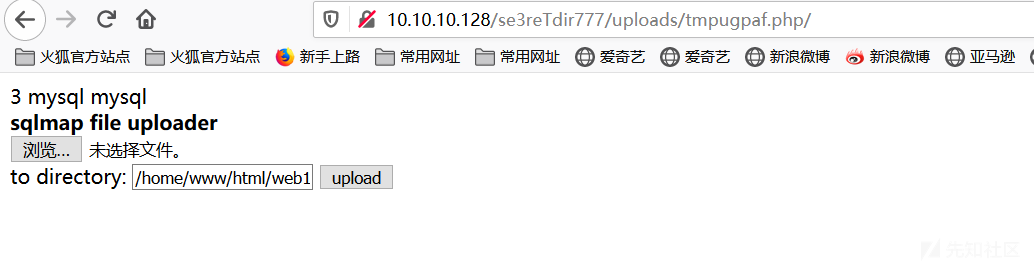 10.10.10.128/se3reTdir777/uploads/tmpugpaf.php/
火狐官方站点 火狐官方站点 新手上路 常用网址 常用网址 爱奇艺 爱奇艺 新浪微博 新浪微博 亚马逊
3 mysql mysql
sqlmap file uploader
浏览... 未选择文件。
to directory: /home/www/html/web1 upload
先知社区